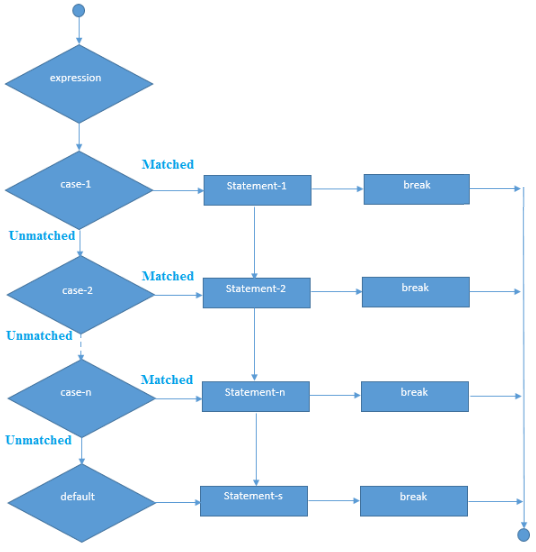 expression
Matched
case-1
Statement-1
break
Unmatched
Matched
case-2
Statement-2
break
Unmatched
Matched
case-n
Statement-n
break
Unmatched
default
Statement-s
break